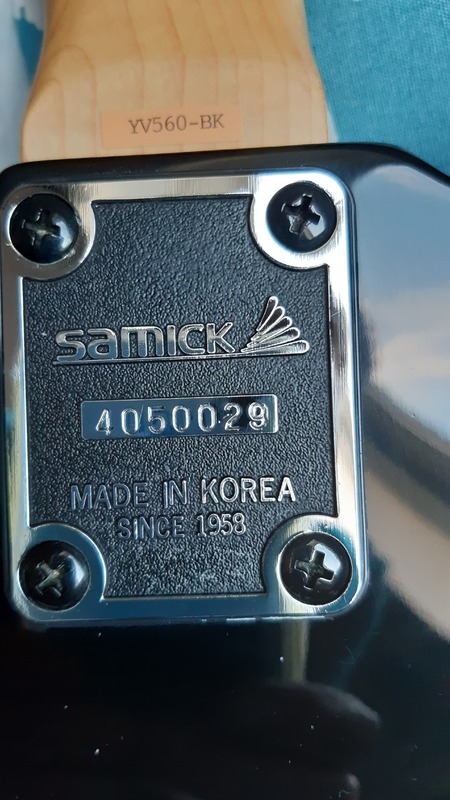 YV560-BK
samick
4050029
MADE IN KOREA
SINCE 1958